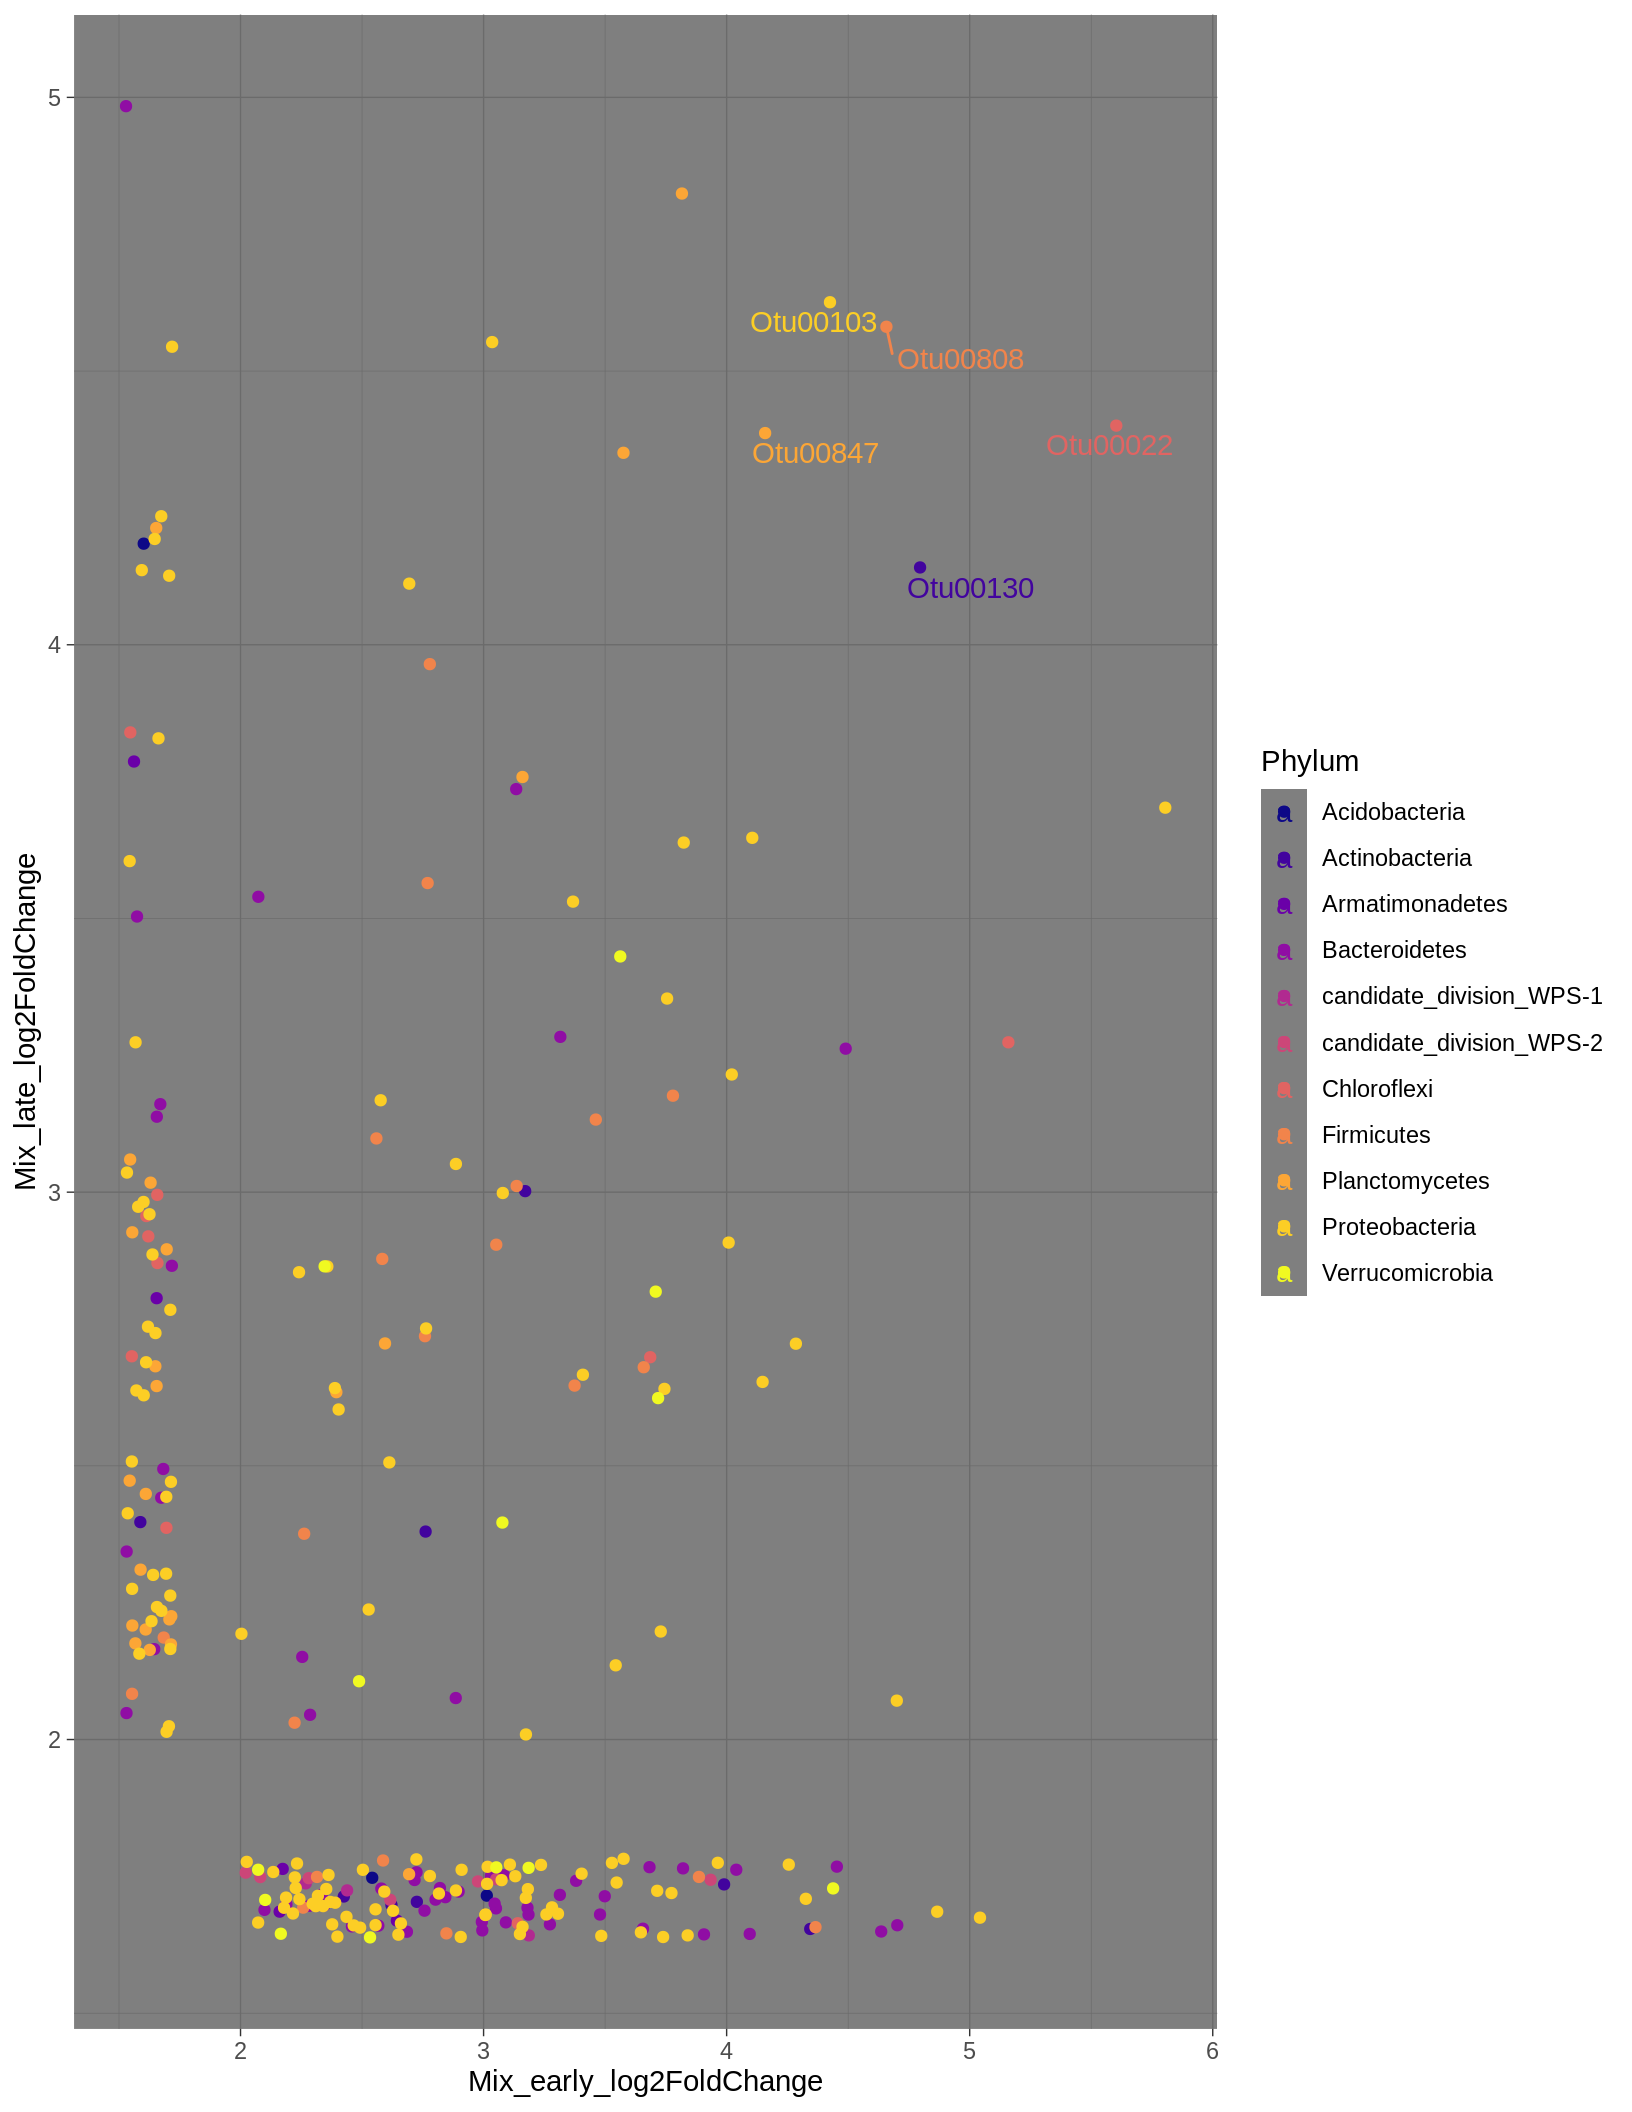 5
4
3
2
Mix_late_log2FoldChange
Otu00103
Otu00808
Otu00847
Otu00022
Otu00130
2
3
4
5
6
Mix_early_log2FoldChange
Phylum
a Acidobacteria
a Actinobacteria
a Armatimonadetes
a Bacteroidetes
a candidate_division_WPS-1
a candidate_division_WPS-2
a Chloroflexi
a Firmicutes
a Planctomycetes
a Proteobacteria
a Verrucomicrobia